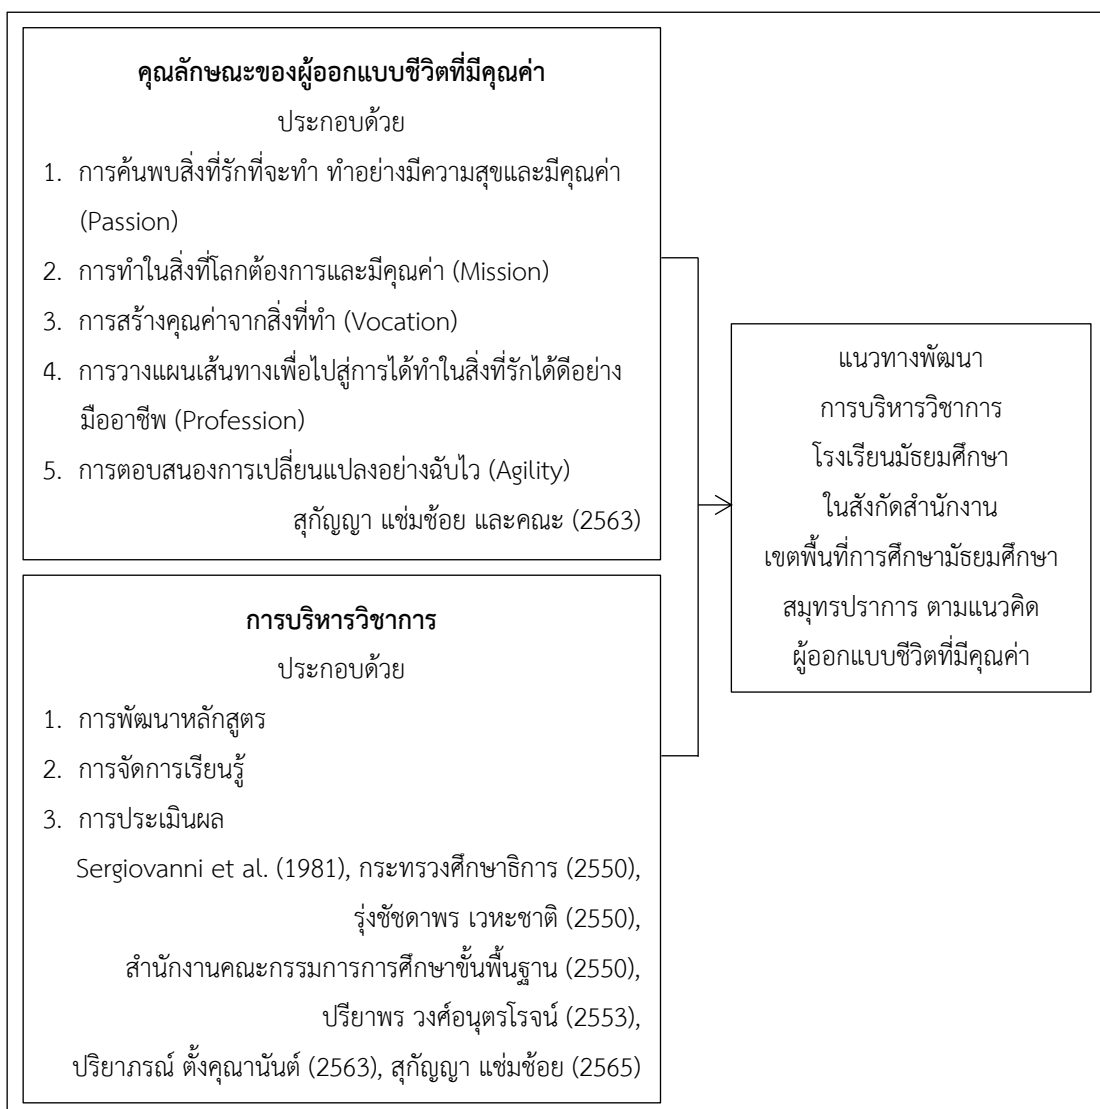 คุณลักษณะของผู้ออกแบบชีวิตที่มีคุณค่า
ประกอบด้วย
1. การค้นพบสิ่งที่รักที่จะทำ ทำอย่างมีความสุขและมีคุณค่า
(Passion)
2. การทำในสิ่งที่โลกต้องการและมีคุณค่า (Mission)
3. การสร้างคุณค่าจากสิ่งที่ทำ (Vocation)
4. การวางแผนเส้นทางเพื่อไปสู่การได้ทำในสิ่งที่รักได้ดีอย่าง
มืออาชีพ (Profession)
5. การตอบสนองการเปลี่ยนแปลงอย่างฉับไว (Agility)
สุกัญญา แช่มช้อย และคณะ (2563)
การบริหารวิชาการ
ประกอบด้วย
1. การพัฒนาหลักสูตร
2. การจัดการเรียนรู้
3. การประเมินผล
Sergiovanni et al. (1981), กระทรวงศึกษาธิการ (2550),
รุ่งชัชดาพร เวหะชาติ (2550),
สำนักงานคณะกรรมการการศึกษาขั้นพื้นฐาน (2550),
ปรียาพร วงศ์อนุตรโรจน์ (2553),
ปริยาภรณ์ ตั้งคุณานันต์ (2563), สุกัญญา แช่มช้อย (2565)
แนวทางพัฒนา
การบริหารวิชาการ
โรงเรียนมัธยมศึกษา
ในสังกัดสำนักงาน
เขตพื้นที่การศึกษามัธยมศึกษา
สมุทรปราการ ตามแนวคิด
ผู้ออกแบบชีวิตที่มีคุณค่า